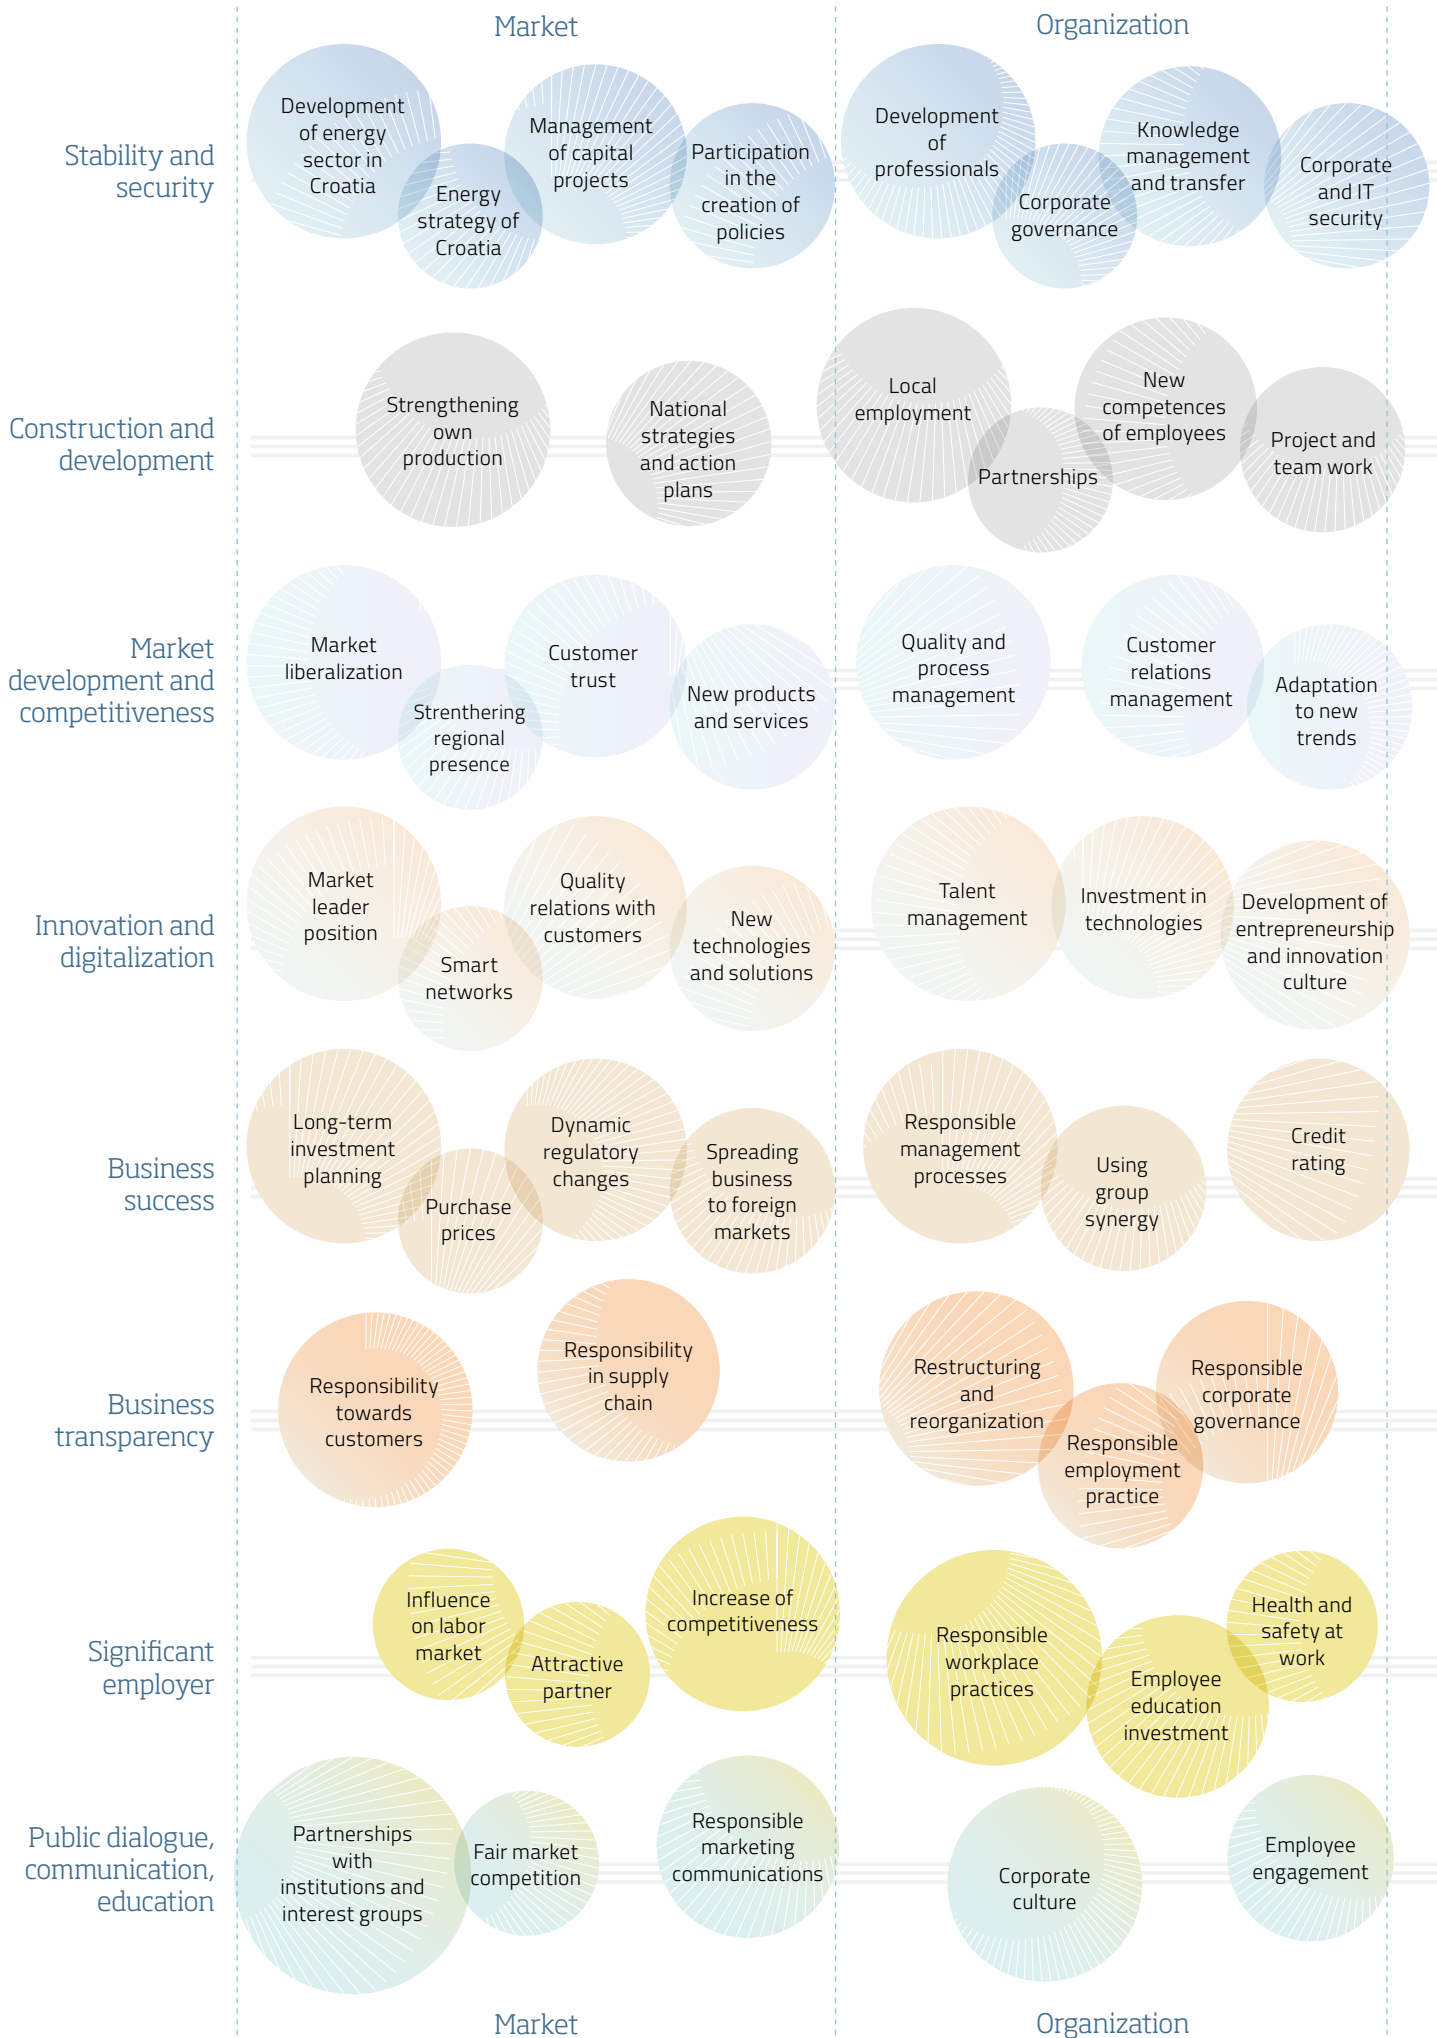 Market
Organization
Stability and
security
Development
of energy
sector in
Croatia
Energy
strategy of
Croatia
Management
of capital
projects
Participation
in the
creation of
policies
Development
of
professionals
Corporate
governance
Knowledge
management
and transfer
Corporate
and IT
security
Construction and
development
Strengthening
own
production
National
strategies
and action
plans
Local
employment
Partnerships
New
competences
of employees
Project and
team work
Market
development and
competitiveness
Market
liberalization
Strenthering
regional
presence
Customer
trust
New products
and services
Quality and
process
management
Customer
relations
management
Adaptation
to new
trends
Innovation and
digitalization
Market
leader
position
Smart
networks
Quality
relations with
customers
New
technologies
and solutions
Talent
management
Investment in
technologies
Development of
entrepreneurship
and innovation
culture
Business
success
Long-term
investment
planning
Purchase
prices
Dynamic
regulatory
changes
Spreading
business
to foreign
markets
Responsible
management
processes
Using
group
synergy
Credit
rating
Business
transparency
Responsibility
towards
customers
Responsibility
in supply
chain
Restructuring
and
reorganization
Responsible
employment
practice
Responsible
corporate
governance
Significant
employer
Influence
on labor
market
Attractive
partner
Increase of
competitiveness
Responsible
workplace
practices
Employee
education
investment
Health and
safety at
work
Public dialogue,
communication,
education
Partnerships
with
institutions and
interest groups
Fair market
competition
Responsible
marketing
communications
Corporate
culture
Employee
engagement
Market
Organization